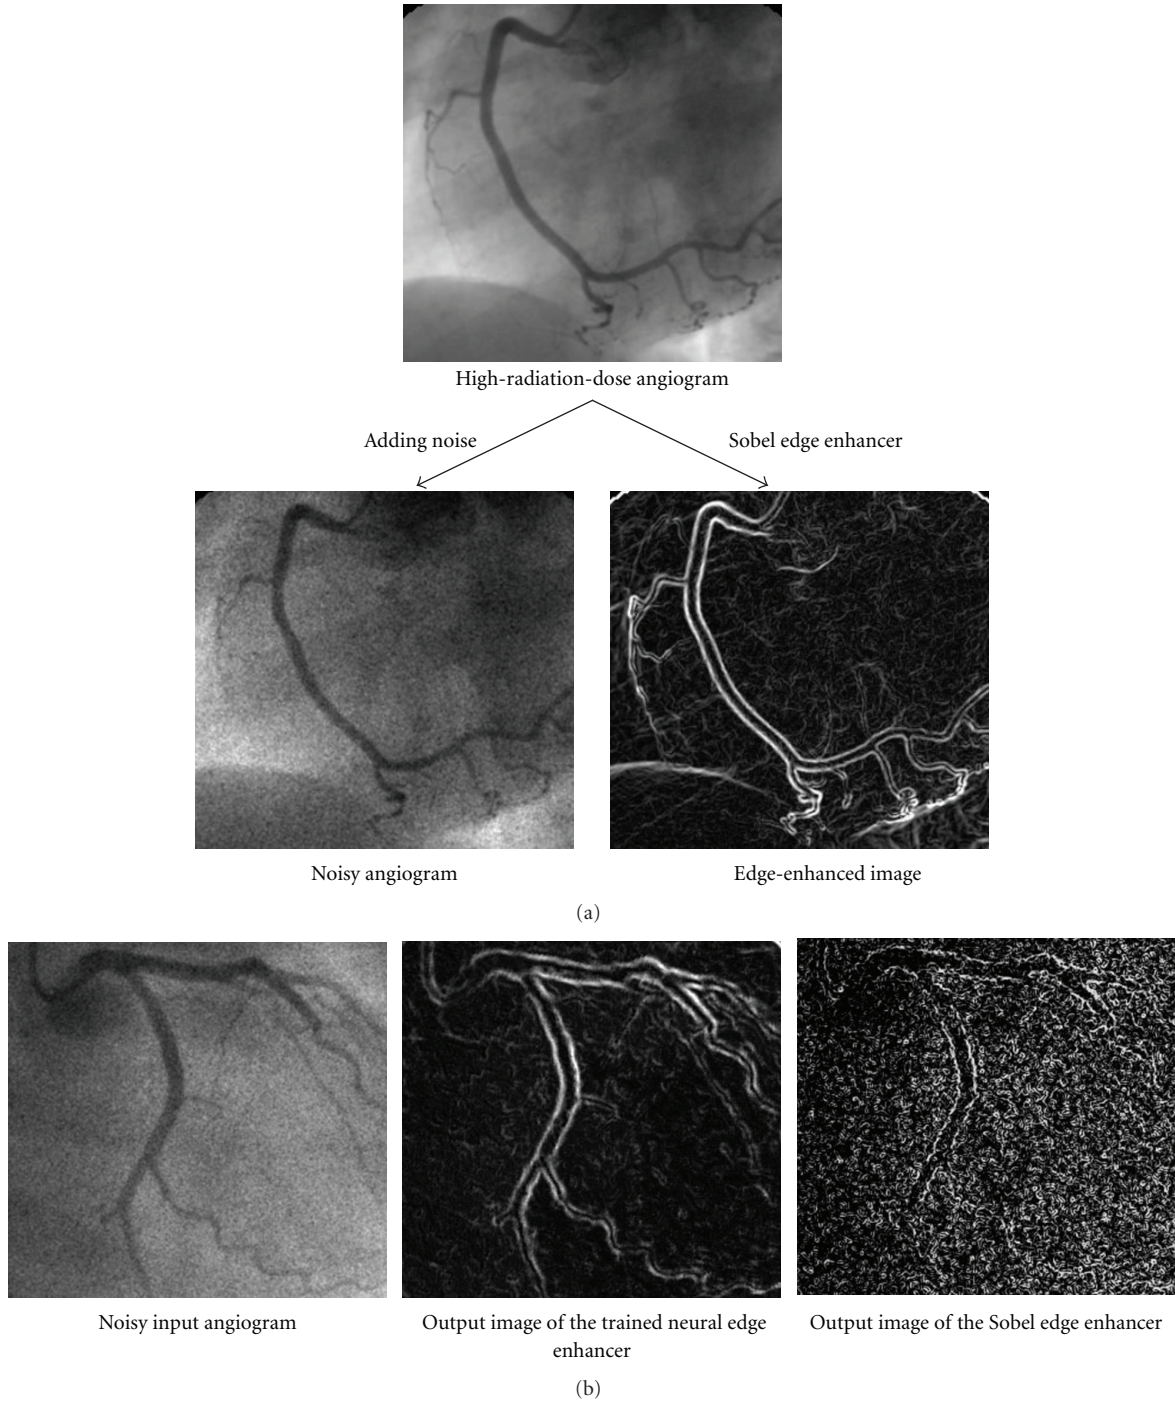 High-radiation-dose angiogram
Adding noise
Sobel edge enhancer
Noisy angiogram
Edge-enhanced image
(a)
Noisy input angiogram
Output image of the trained neural edge
enhancer
Output image of the Sobel edge enhancer
(b)